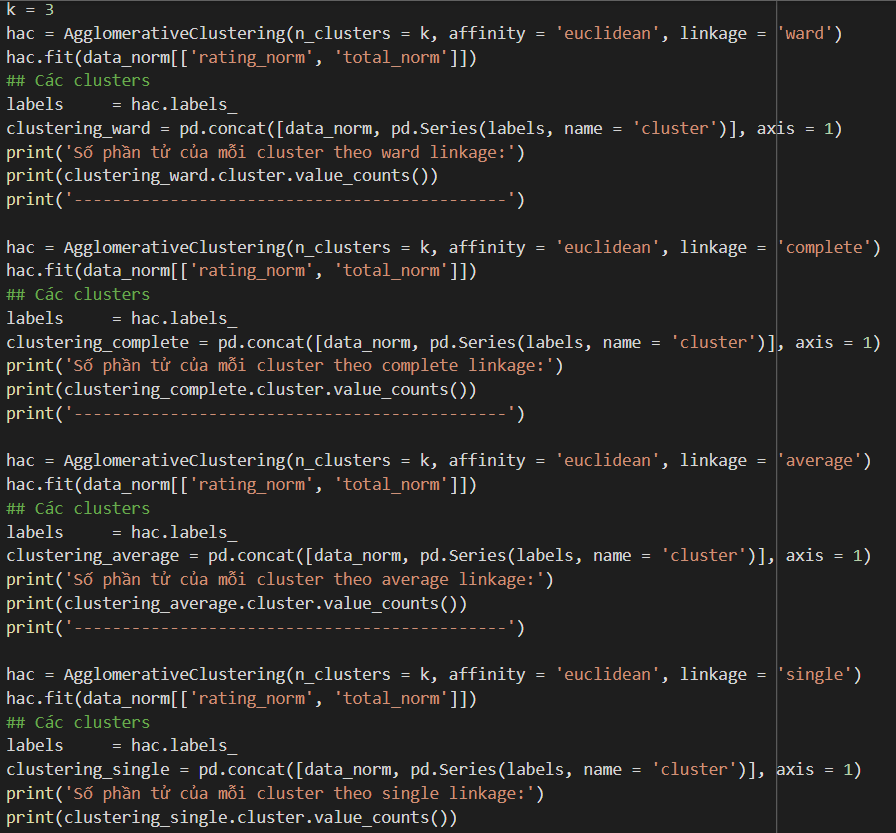 k = 3
hac = AgglomerativeClustering(n_clusters = k, affinity = 'euclidean', linkage = 'ward')
hac.fit(data_norm[['rating_norm', 'total_norm']])
## Các clusters
labels     = hac.labels_
clustering_ward = pd.concat([data_norm, pd.Series(labels, name = 'cluster')], axis = 1)
print('Số phần tử của mỗi cluster theo ward linkage:')
print(clustering_ward.cluster.value_counts())
print('---------------------------------------------')

hac = AgglomerativeClustering(n_clusters = k, affinity = 'euclidean', linkage = 'complete')
hac.fit(data_norm[['rating_norm', 'total_norm']])
## Các clusters
labels     = hac.labels_
clustering_complete = pd.concat([data_norm, pd.Series(labels, name = 'cluster')], axis = 1)
print('Số phần tử của mỗi cluster theo complete linkage:')
print(clustering_complete.cluster.value_counts())
print('---------------------------------------------')

hac = AgglomerativeClustering(n_clusters = k, affinity = 'euclidean', linkage = 'average')
hac.fit(data_norm[['rating_norm', 'total_norm']])
## Các clusters
labels     = hac.labels_
clustering_average = pd.concat([data_norm, pd.Series(labels, name = 'cluster')], axis = 1)
print('Số phần tử của mỗi cluster theo average linkage:')
print(clustering_average.cluster.value_counts())
print('---------------------------------------------')

hac = AgglomerativeClustering(n_clusters = k, affinity = 'euclidean', linkage = 'single')
hac.fit(data_norm[['rating_norm', 'total_norm']])
## Các clusters
labels     = hac.labels_
clustering_single = pd.concat([data_norm, pd.Series(labels, name = 'cluster')], axis = 1)
print('Số phần tử của mỗi cluster theo single linkage:')
print(clustering_single.cluster.value_counts())